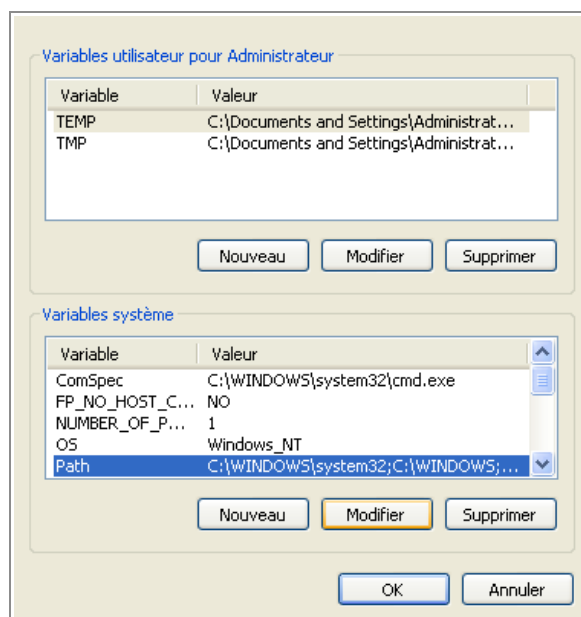 Variables utilisateur pour Administrateur
Variable Valeur
TEMP C:\Documents and Settings\Administrat...
TMP C:\Documents and Settings\Administrat...
Nouveau Modifier Supprimer
Variables système
Variable Valeur
ComSpec C:\WINDOWS\system32\cmd.exe
FP_NO_HOST_C... NO
NUMBER_OF_P... 1
OS Windows_NT
Path C:\WINDOWS\system32;C:\WINDOWS;...
Nouveau Modifier Supprimer
OK Annuler